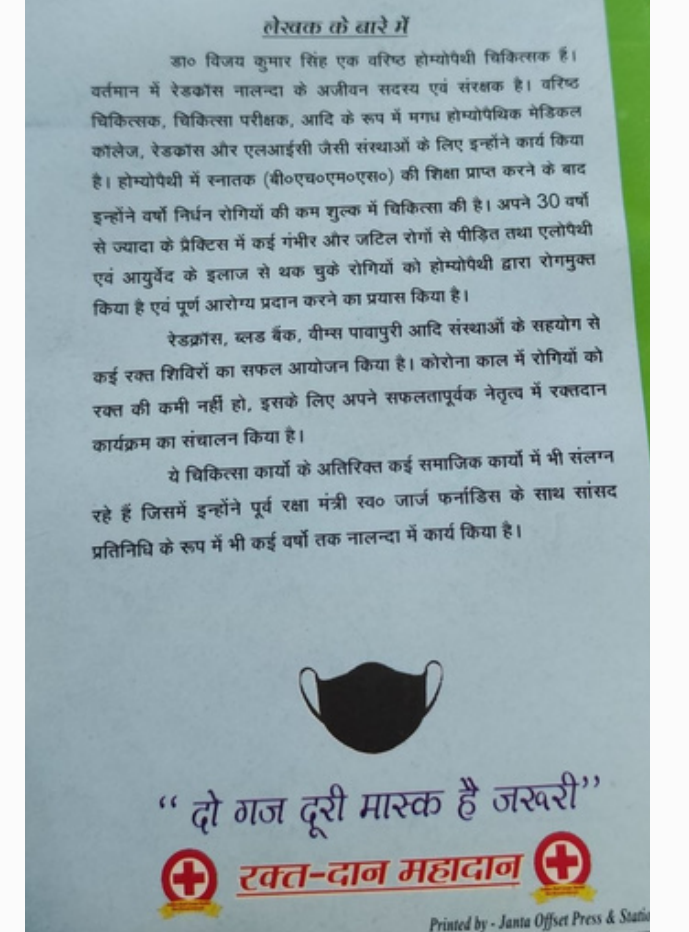 लेखक के बारे में
डा० विजय कुमार सिंह एक वरिष्ठ होम्योपैथी चिकित्सक हैं।
वर्तमान में रेडक्रॉस नालन्दा के अजीवन सदस्य एवं संरक्षक है। वरिष्ठ
चिकित्सक, चिकित्सा परीक्षक, आदि के रूप में मगध होम्योपैथिक मेडिकल
कॉलेज, रेडक्रॉस और एलआईसी जैसी संस्थाओं के लिए इन्होंने कार्य किया
है। होम्योपैथी में स्नातक (बी०एच०एम०एस०) की शिक्षा प्राप्त करने के बाद
इन्होंने वर्षो निर्धन रोगियों की कम शुल्क में चिकित्सा की है। अपने 30 वर्षो
से ज्यादा के प्रैक्टिस में कई गंभीर और जटिल रोगों से पीड़ित तथा एलोपैथी
एवं आयुर्वेद के इलाज से थक चुके रोगियों को होम्योपैथी द्वारा रोगमुक्त
किया है एवं पूर्ण आरोग्य प्रदान करने का प्रयास किया है।
रेडक्रॉस, ब्लड बैंक, वीम्स पावापुरी आदि संस्थाओं के सहयोग से
कई रक्त शिविरों का सफल आयोजन किया है। कोरोना काल में रोगियों को
रक्त की कमी नहीं हो, इसके लिए अपने सफलतापूर्वक नेतृत्व में रक्तदान
कार्यक्रम का संचालन किया है।
ये चिकित्सा कार्यो के अतिरिक्त कई समाजिक कार्यो में भी संलग्न
रहे हैं जिसमें इन्होंने पूर्व रक्षा मंत्री स्व० जार्ज फर्नाडिस के साथ सांसद
प्रतिनिधि के रूप में भी कई वर्षो तक नालन्दा में कार्य किया है।
“ दो गज दूरी मास्क है जरूरी”
रक्त-दान महादान
Printed by - Janta Offset Press &